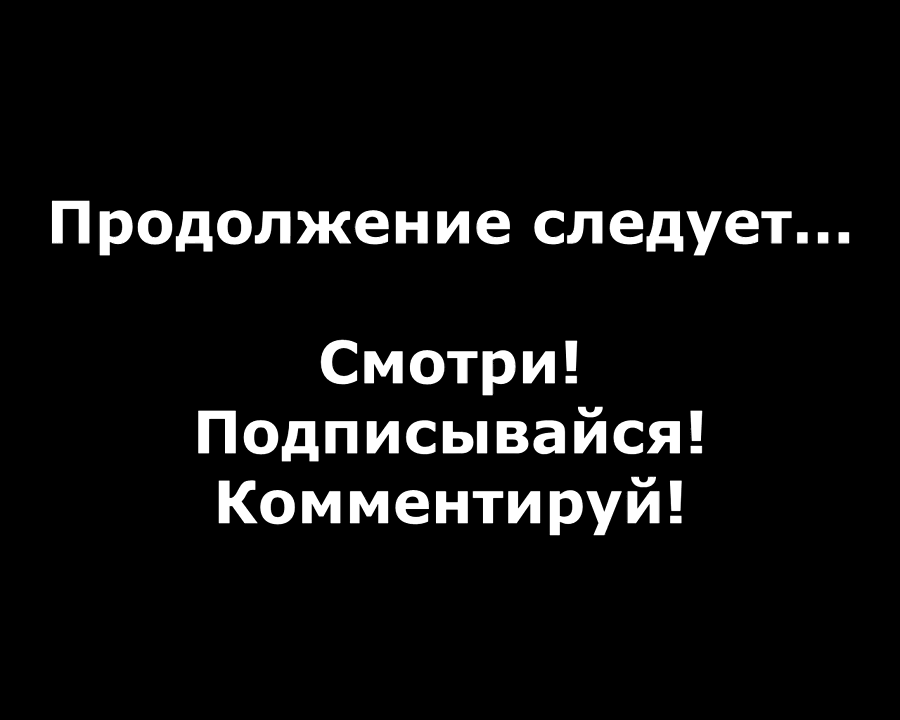 Продолжение следует...
Смотри!
Подписывайся!
Комментируй!